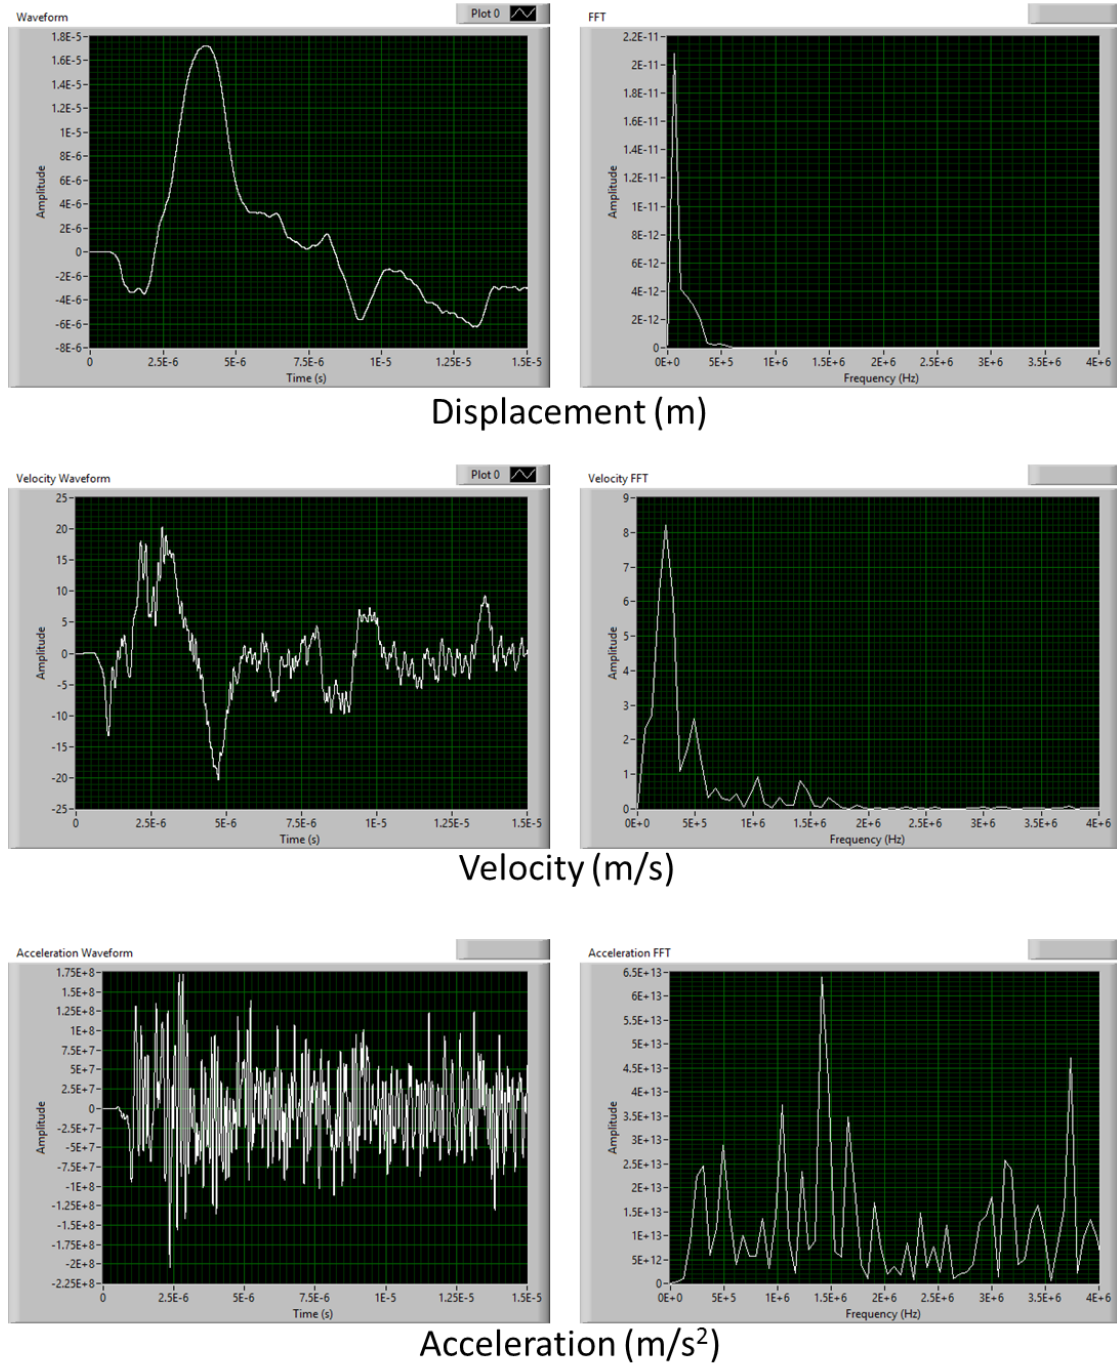 Waveform
Plot 0
1.8E-5
1.6E-5
1.4E-5
1.2E-5
1E-5
8E-6
6E-6
4E-6
2E-6
0
-2E-6
-4E-6
-6E-6
-8E-6
Amplitude
0 2.5E-6 5E-6 7.5E-6 1E-5 1.25E-5 1.5E-5
Time (s)
FFT
2.2E-11
2E-11
1.8E-11
1.6E-11
1.4E-11
1.2E-11
1E-11
8E-12
6E-12
4E-12
2E-12
0
Amplitude
0E+0 5E+5 1E+6 1.5E+6 2E+6 2.5E+6 3E+6 3.5E+6 4E+6
Frequency (Hz)
Displacement (m)
Velocity Waveform
Plot 0
25
20
15
10
5
0
-5
-10
-15
-20
-25
Amplitude
0 2.5E-6 5E-6 7.5E-6 1E-5 1.25E-5 1.5E-5
Time (s)
Velocity FFT
9
8
7
6
5
4
3
2
1
0
Amplitude
0E+0 5E+5 1E+6 1.5E+6 2E+6 2.5E+6 3E+6 3.5E+6 4E+6
Frequency (Hz)
Velocity (m/s)
Acceleration Waveform
1.75E+8
1.5E+8
1.25E+8
1E+8
7.5E+7
5E+7
2.5E+7
0
-2.5E+7
-5E+7
-7.5E+7
-1E+8
-1.25E+8
-1.5E+8
-1.75E+8
-2E+8
-2.25E+8
Amplitude
0 2.5E-6 5E-6 7.5E-6 1E-5 1.25E-5 1.5E-5
Time (s)
Acceleration FFT
6.5E+13
6E+13
5.5E+13
5E+13
4.5E+13
4E+13
3.5E+13
3E+13
2.5E+13
2E+13
1.5E+13
1E+13
5E+12
0
Amplitude
0E+0 5E+5 1E+6 1.5E+6 2E+6 2.5E+6 3E+6 3.5E+6 4E+6
Frequency (Hz)
Acceleration (m/s²)